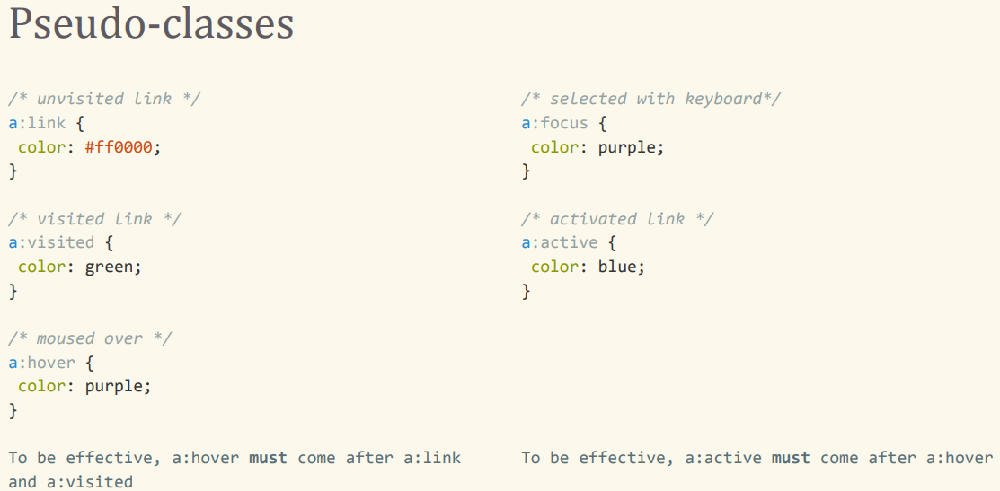 Pseudo-classes
/* unvisited link */
a:link {
 color: #ff0000;
}
/* visited link */
a:visited {
 color: green;
}
/* moused over */
a:hover {
 color: purple;
}
To be effective, a:hover must come after a:link
and a:visited
/* selected with keyboard*/
a:focus {
 color: purple;
}
/* activated link */
a:active {
 color: blue;
}
To be effective, a:active must come after a:hover